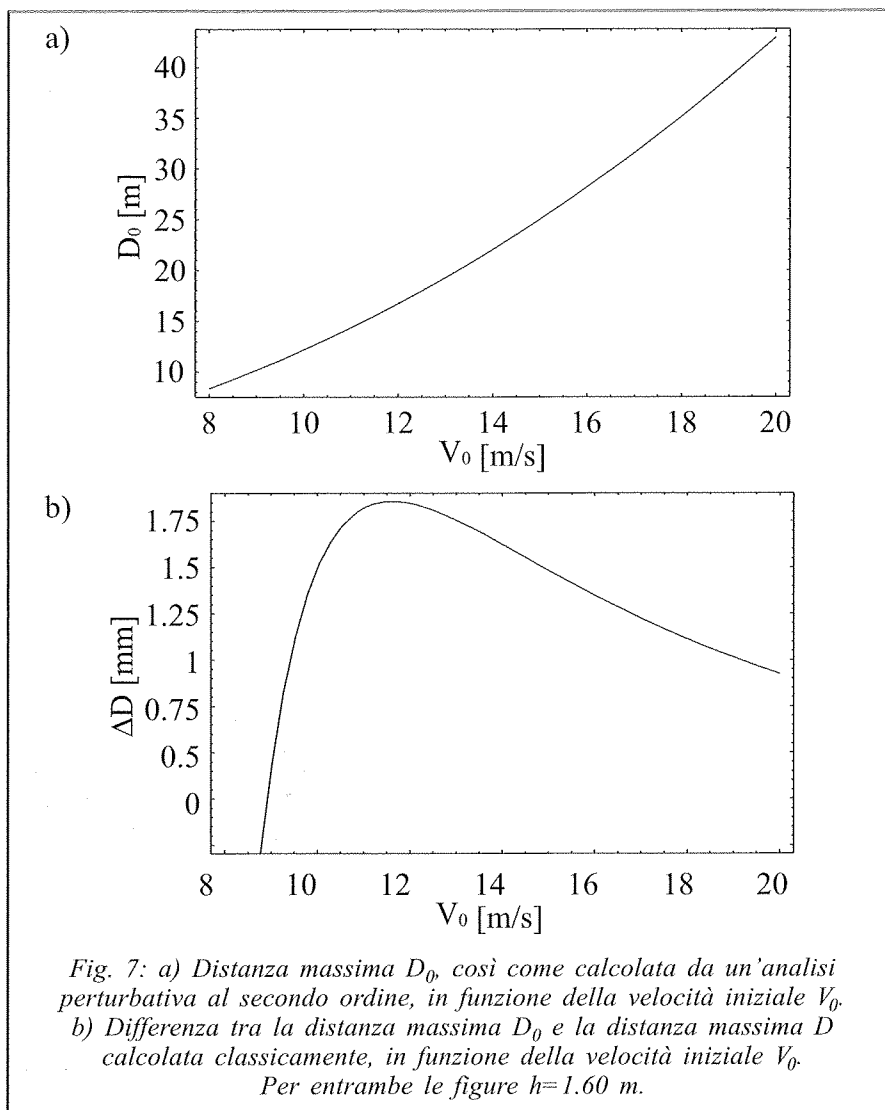 a)
40
35
30
25
20
15
10
D₀ [m]
8 10 12 14 16 18 20
V₀ [m/s]
b)
1.75
1.5
1.25
1
0.75
0.5
0
ΔD [mm]
8 10 12 14 16 18 20
V₀ [m/s]
Fig. 7: a) Distanza massima D₀, così come calcolata da un'analisi
perturbativa al secondo ordine, in funzione della velocità iniziale V₀.
b) Differenza tra la distanza massima D₀ e la distanza massima D
calcolata classicamente, in funzione della velocità iniziale V₀.
Per entrambe le figure h=1.60 m.